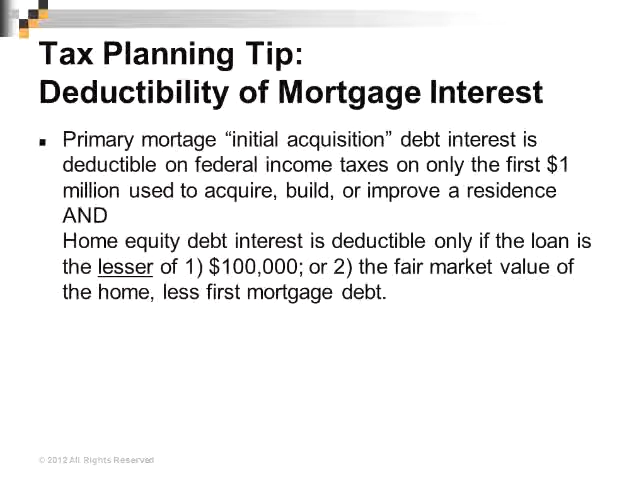 Tax Planning Tip:
Deductibility of Mortgage Interest
Primary mortage “initial acquisition” debt interest is
deductible on federal income taxes on only the first $1
million used to acquire, build, or improve a residence
AND
Home equity debt interest is deductible only if the loan is
the lesser of 1) $100,000; or 2) the fair market value of
the home, less first mortgage debt.
© 2012 All Rights Reserved